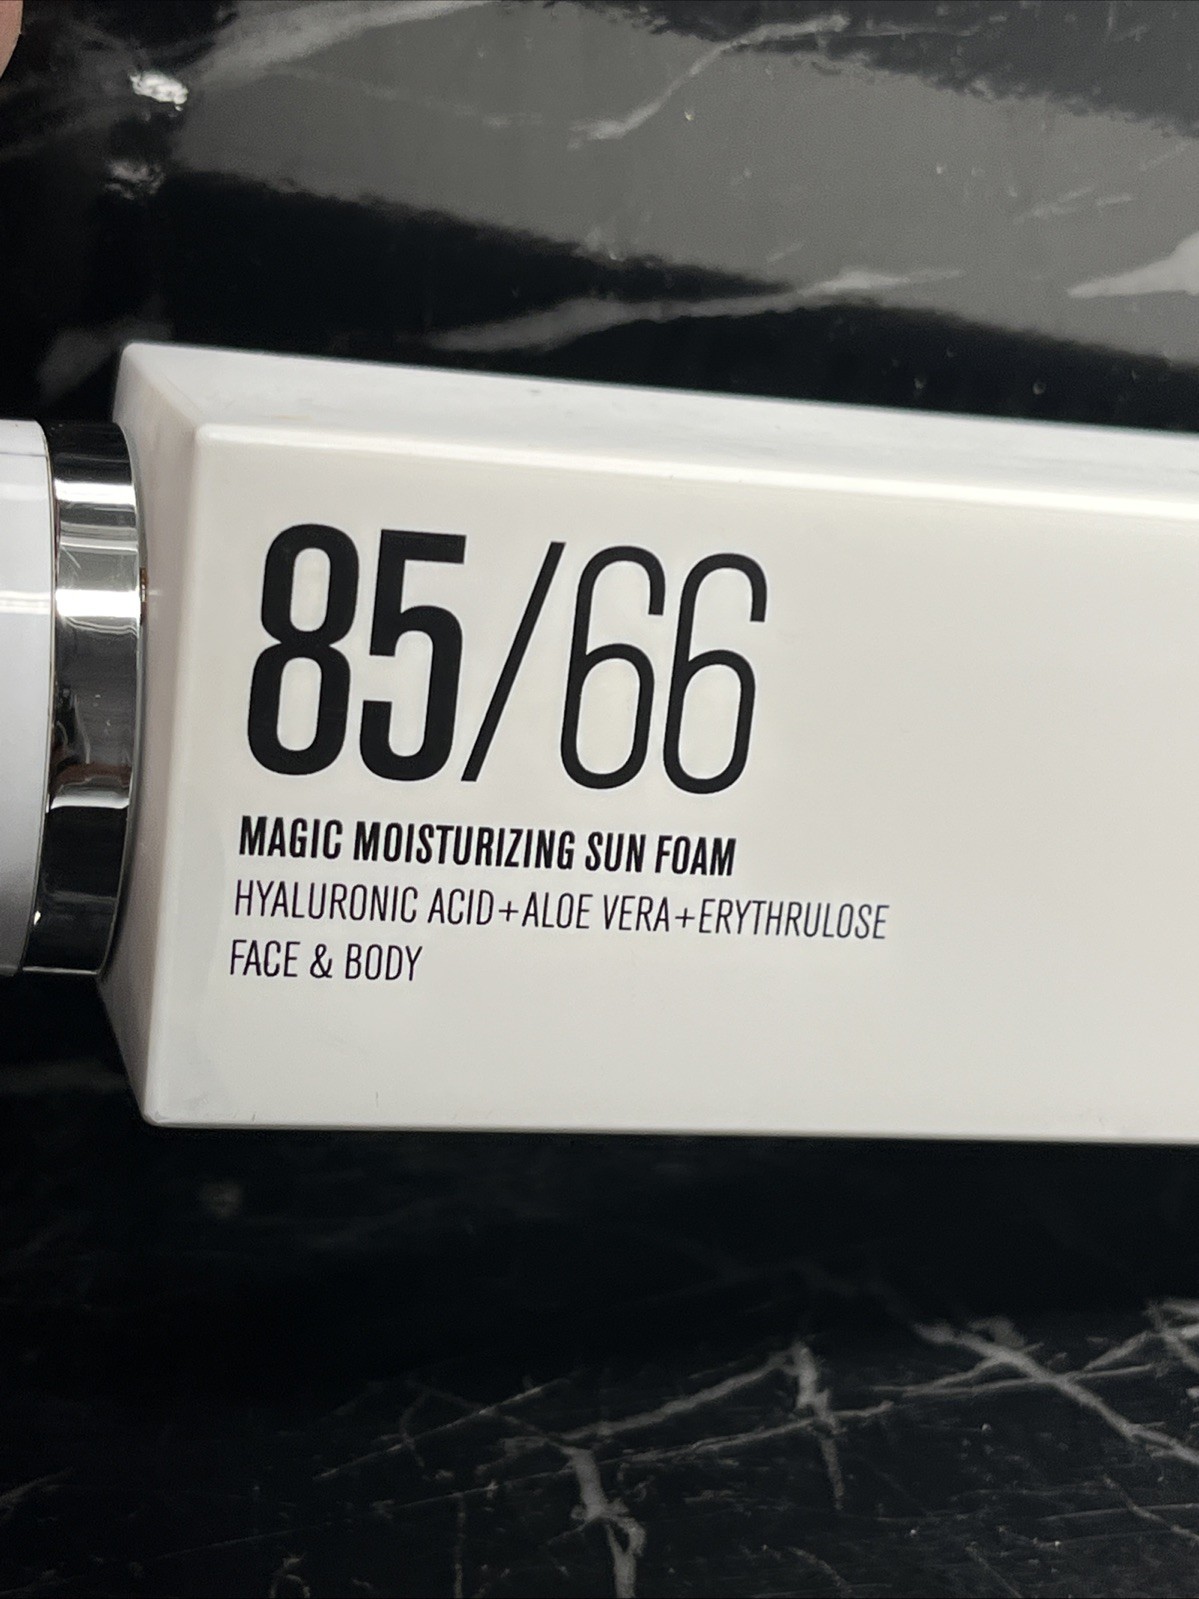 85/66
MAGIC MOISTURIZING SUN FOAM
HYALURONIC ACID+ALOE VERA+ERYTHRULOSE
FACE & BODY